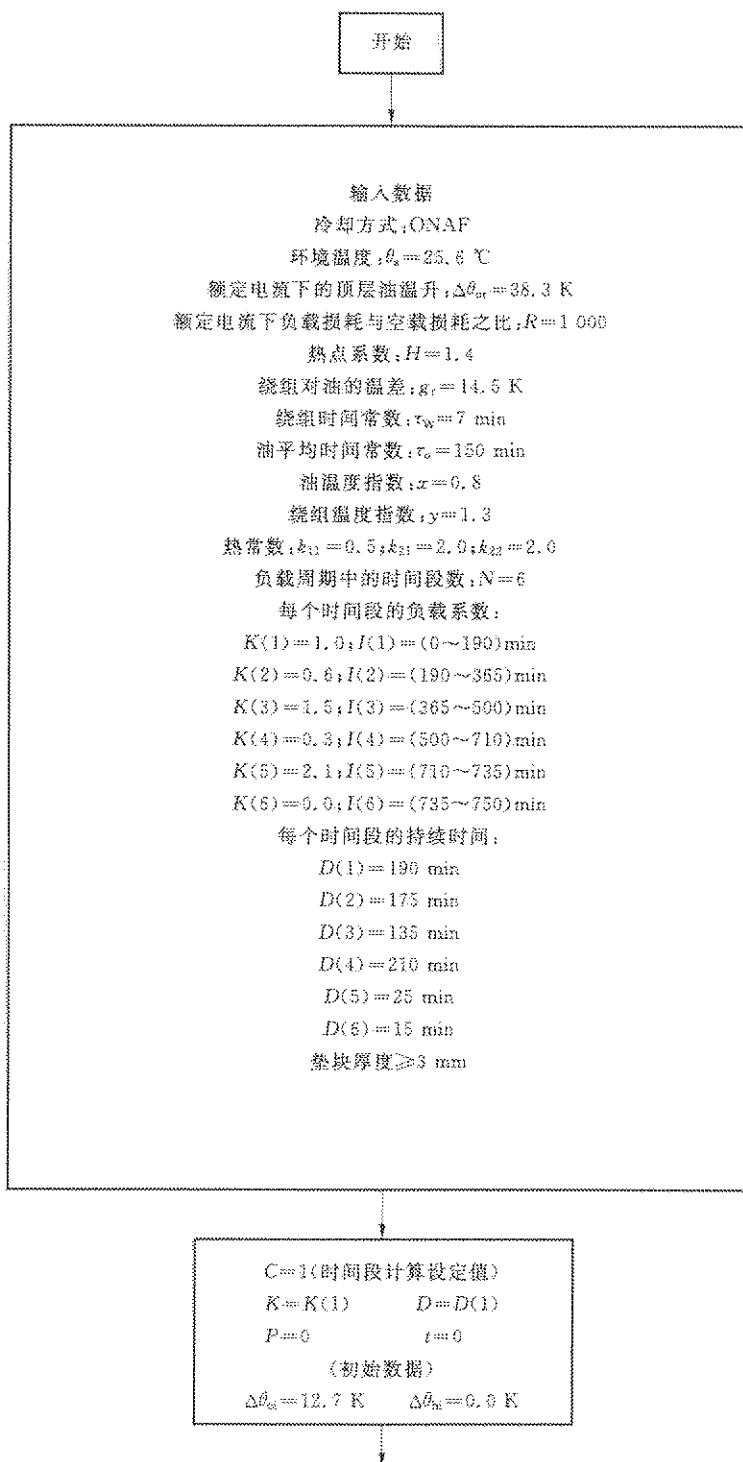 开始
输入数据
冷却方式:ONAF
环境温度:θₐ=25.6 ℃
额定电流下的顶层油温升:Δθₒᵣ=38.3 K
额定电流下负载损耗与空载损耗之比:R=1 000
热点系数:H=1.4
绕组对油的温差:gᵣ=14.5 K
绕组时间常数:τ_W=7 min
油平均时间常数:τₒ=150 min
油温度指数:x=0.8
绕组温度指数:y=1.3
热常数:k₁₁=0.5;k₂₁=2.0;k₂₂=2.0
负载周期中的时间段数:N=6
每个时间段的负载系数:
K(1)=1.0;I(1)=(0~190)min
K(2)=0.6;I(2)=(190~365)min
K(3)=1.5;I(3)=(365~500)min
K(4)=0.3;I(4)=(500~710)min
K(5)=2.1;I(5)=(710~735)min
K(6)=0.0;I(6)=(735~750)min
每个时间段的持续时间:
D(1)=190 min
D(2)=175 min
D(3)=135 min
D(4)=210 min
D(5)=25 min
D(6)=15 min
垫块厚度≥3 mm
C=1(时间段计算设定值)
K=K(1) D=D(1)
P=0 t=0
(初始数据)
Δθₒᵢ=12.7 K Δθₕᵢ=0.0 K